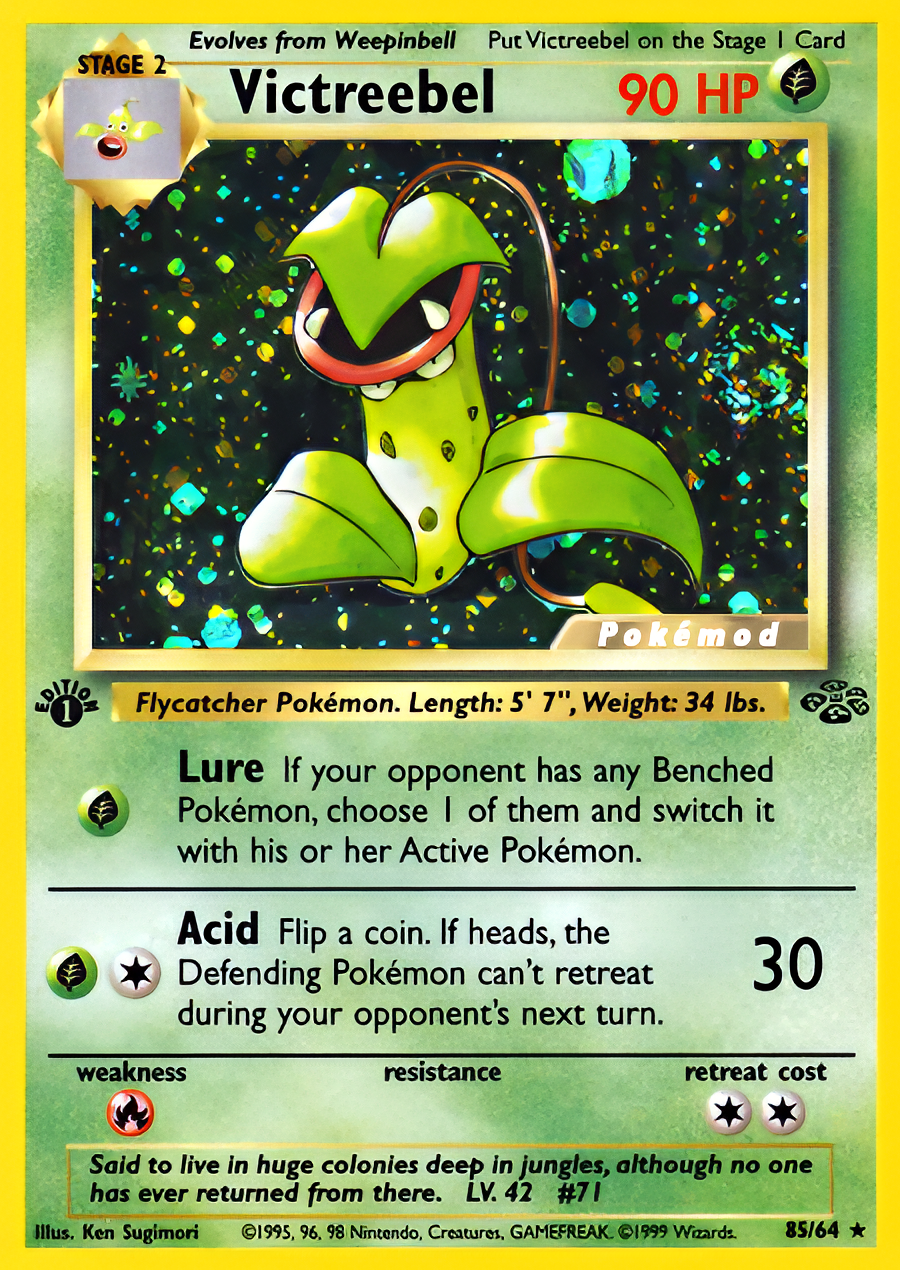 Evolves from Weepinbell Put Victreebel on the Stage 1 Card
STAGE 2
Victreebel 90 HP
Pokémod
EDITION
1
Flycatcher Pokémon. Length: 5' 7", Weight: 34 lbs.
Lure If your opponent has any Benched
Pokémon, choose 1 of them and switch it
with his or her Active Pokémon.
Acid Flip a coin. If heads, the
Defending Pokémon can't retreat
during your opponent's next turn.
30
weakness resistance retreat cost
Said to live in huge colonies deep in jungles, although no one
has ever returned from there. LV. 42 #71
Illus. Ken Sugimori ©1995, 96, 98 Nintendo, Creatures, GAMEFREAK. ©1999 Wizards. 85/64 ★